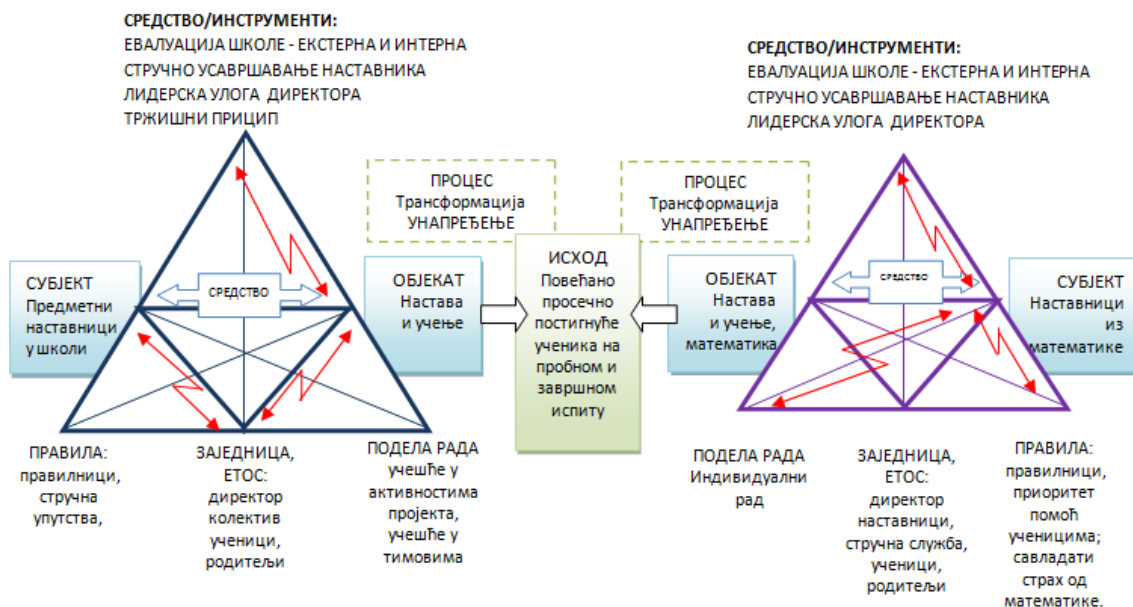 СРЕДСТВО/ИНСТРУМЕНТИ:
ЕВАЛУАЦИЈА ШКОЛЕ - ЕКСТЕРНА И ИНТЕРНА
СТРУЧНО УСАВРШАВАЊЕ НАСТАВНИКА
ЛИДЕРСКА УЛОГА ДИРЕКТОРА
ТРЖИШНИ ПРИЦИП
СРЕДСТВО/ИНСТРУМЕНТИ:
ЕВАЛУАЦИЈА ШКОЛЕ - ЕКСТЕРНА И ИНТЕРНА
СТРУЧНО УСАВРШАВАЊЕ НАСТАВНИКА
ЛИДЕРСКА УЛОГА ДИРЕКТОРА
ПРОЦЕС
Трансформација
УНАПРЕЂЕЊЕ
ПРОЦЕС
Трансформација
УНАПРЕЂЕЊЕ
СУБЈЕКТ
Предметни
наставници
у школи
СРЕДСТВО
ОБЈЕКАТ
Настава
и учење
ИСХОД
Повећано
просечно
постигнуће
ученика на
пробном и
завршном
испиту
ОБЈЕКАТ
Настава
и учење,
математика
СРЕДСТВО
СУБЈЕКТ
Наставници
из
математике
ПРАВИЛА:
правилници,
стручна
упутства,
ЗАЈЕДНИЦА,
ЕТОС:
директор
колектив
ученици,
родитељи
ПОДЕЛА РАДА
учешће у
активностима
пројекта,
учешће у
тимовима
ПОДЕЛА РАДА
Индивидуални
рад
ЗАЈЕДНИЦА,
ЕТОС:
директор
наставници,
стручна служба,
ученици,
родитељи
ПРАВИЛА:
правилници,
приоритет
помоћ
ученицима;
савладати
страх од
математике.